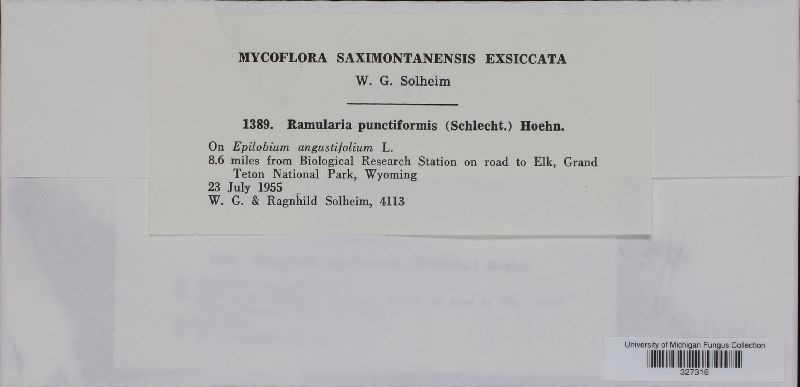 MYCOFLORA SAXIMONTANENSIS EXSICCATA
W. G. Solheim
1389. Ramularia punctiformis (Schlecht.) Hoehn.
On Epilobium angustifolium L.
8.6 miles from Biological Research Station on road to Elk, Grand
Teton National Park, Wyoming
23 July 1955
W. G. & Ragnhild Solheim, 4113
University of Michigan Fungus Collection
327316